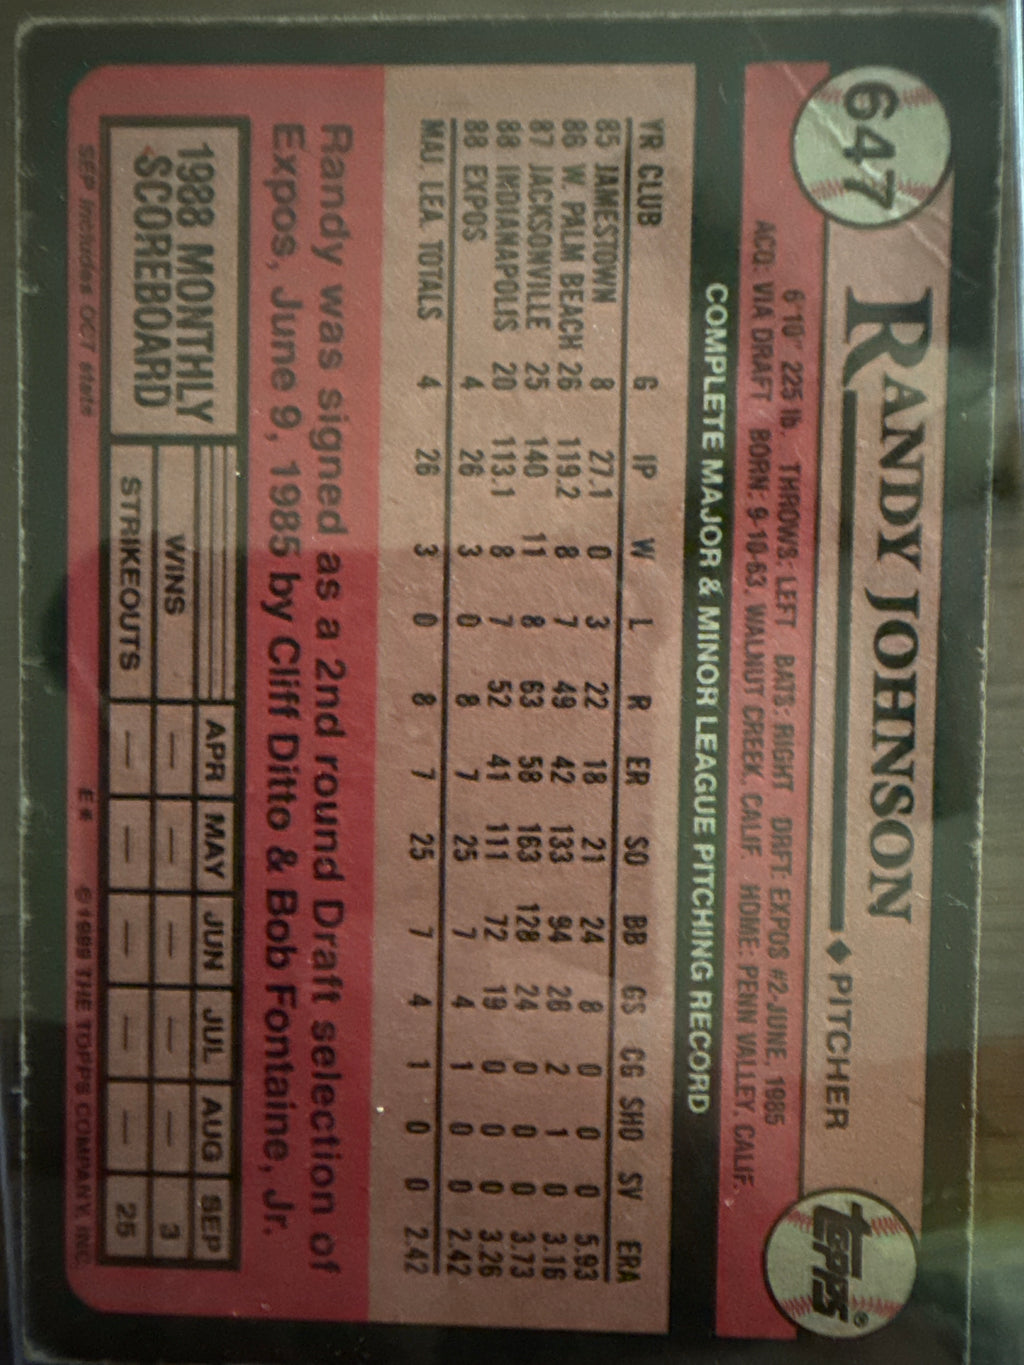 647
RANDY JOHNSON ◆ PITCHER
TOPPS®
6'10" 225 lb. THROWS: LEFT BATS: RIGHT DRFT: EXPOS #2-JUNE, 1985
ACQ: VIA DRAFT BORN: 9-10-63, WALNUT CREEK, CALIF. HOME: PENN VALLEY, CALIF.
COMPLETE MAJOR & MINOR LEAGUE PITCHING RECORD
YR CLUB G IP W L R ER SO BB GS CG SHO SV ERA
85 JAMESTOWN 8 27.1 0 3 22 18 21 24 8 0 0 0 5.93
86 W. PALM BEACH 26 119.2 8 7 49 42 133 94 26 2 1 0 3.16
87 JACKSONVILLE 25 140 11 8 63 58 163 128 24 0 0 0 3.73
88 INDIANAPOLIS 20 113.1 8 7 52 41 111 72 19 0 0 0 3.26
88 EXPOS 4 26 3 0 8 7 25 7 4 1 0 0 2.42
MAJ. LEA. TOTALS 4 26 3 0 8 7 25 7 4 1 0 0 2.42
Randy was signed as a 2nd round Draft selection of
Expos, June 9, 1985 by Cliff Ditto & Bob Fontaine, Jr.
1988 MONTHLY
SCOREBOARD
APR MAY JUN JUL AUG SEP
WINS — — — — — 3
STRIKEOUTS — — — — — 25
SEP includes OCT stats E* ©1989 THE TOPPS COMPANY, INC.